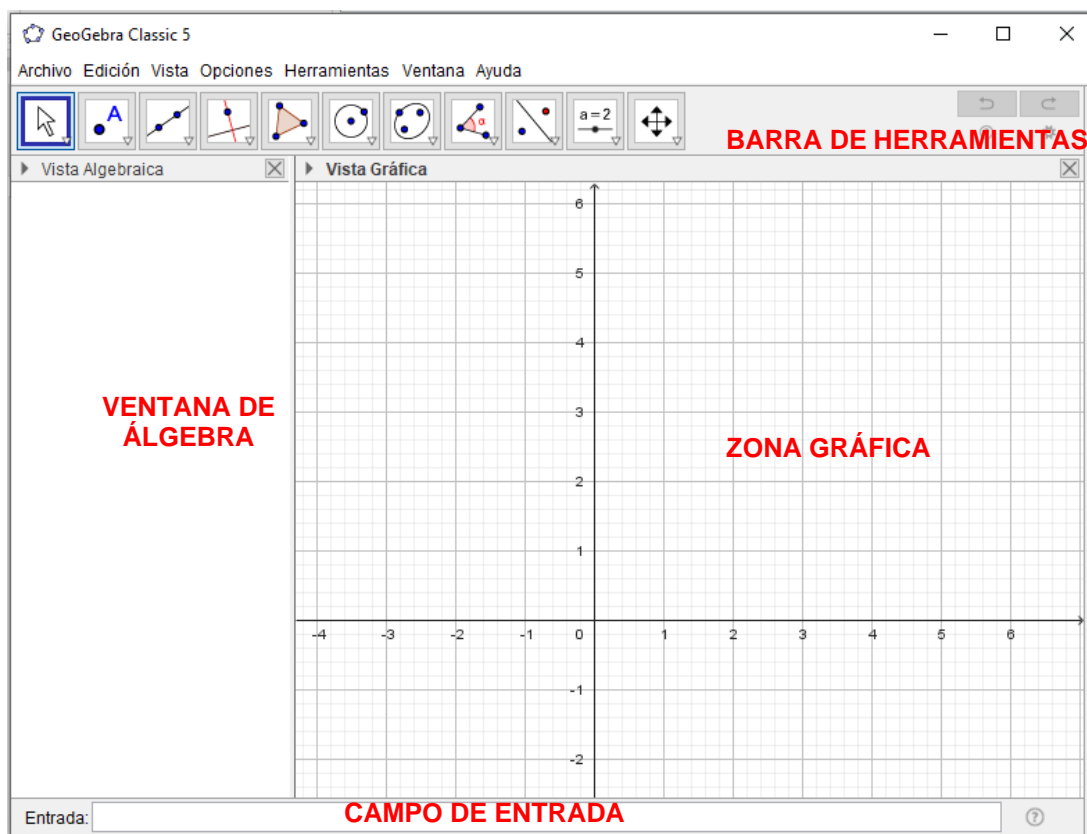 GeoGebra Classic 5
Archivo Edición Vista Opciones Herramientas Ventana Ayuda
A
α
a=2
BARRA DE HERRAMIENTAS
Vista Algebraica
Vista Gráfica
6
5
4
3
2
1
-4 -3 -2 -1 0 1 2 3 4 5 6
-1
-2
VENTANA DE
ÁLGEBRA
ZONA GRÁFICA
Entrada:
CAMPO DE ENTRADA
?